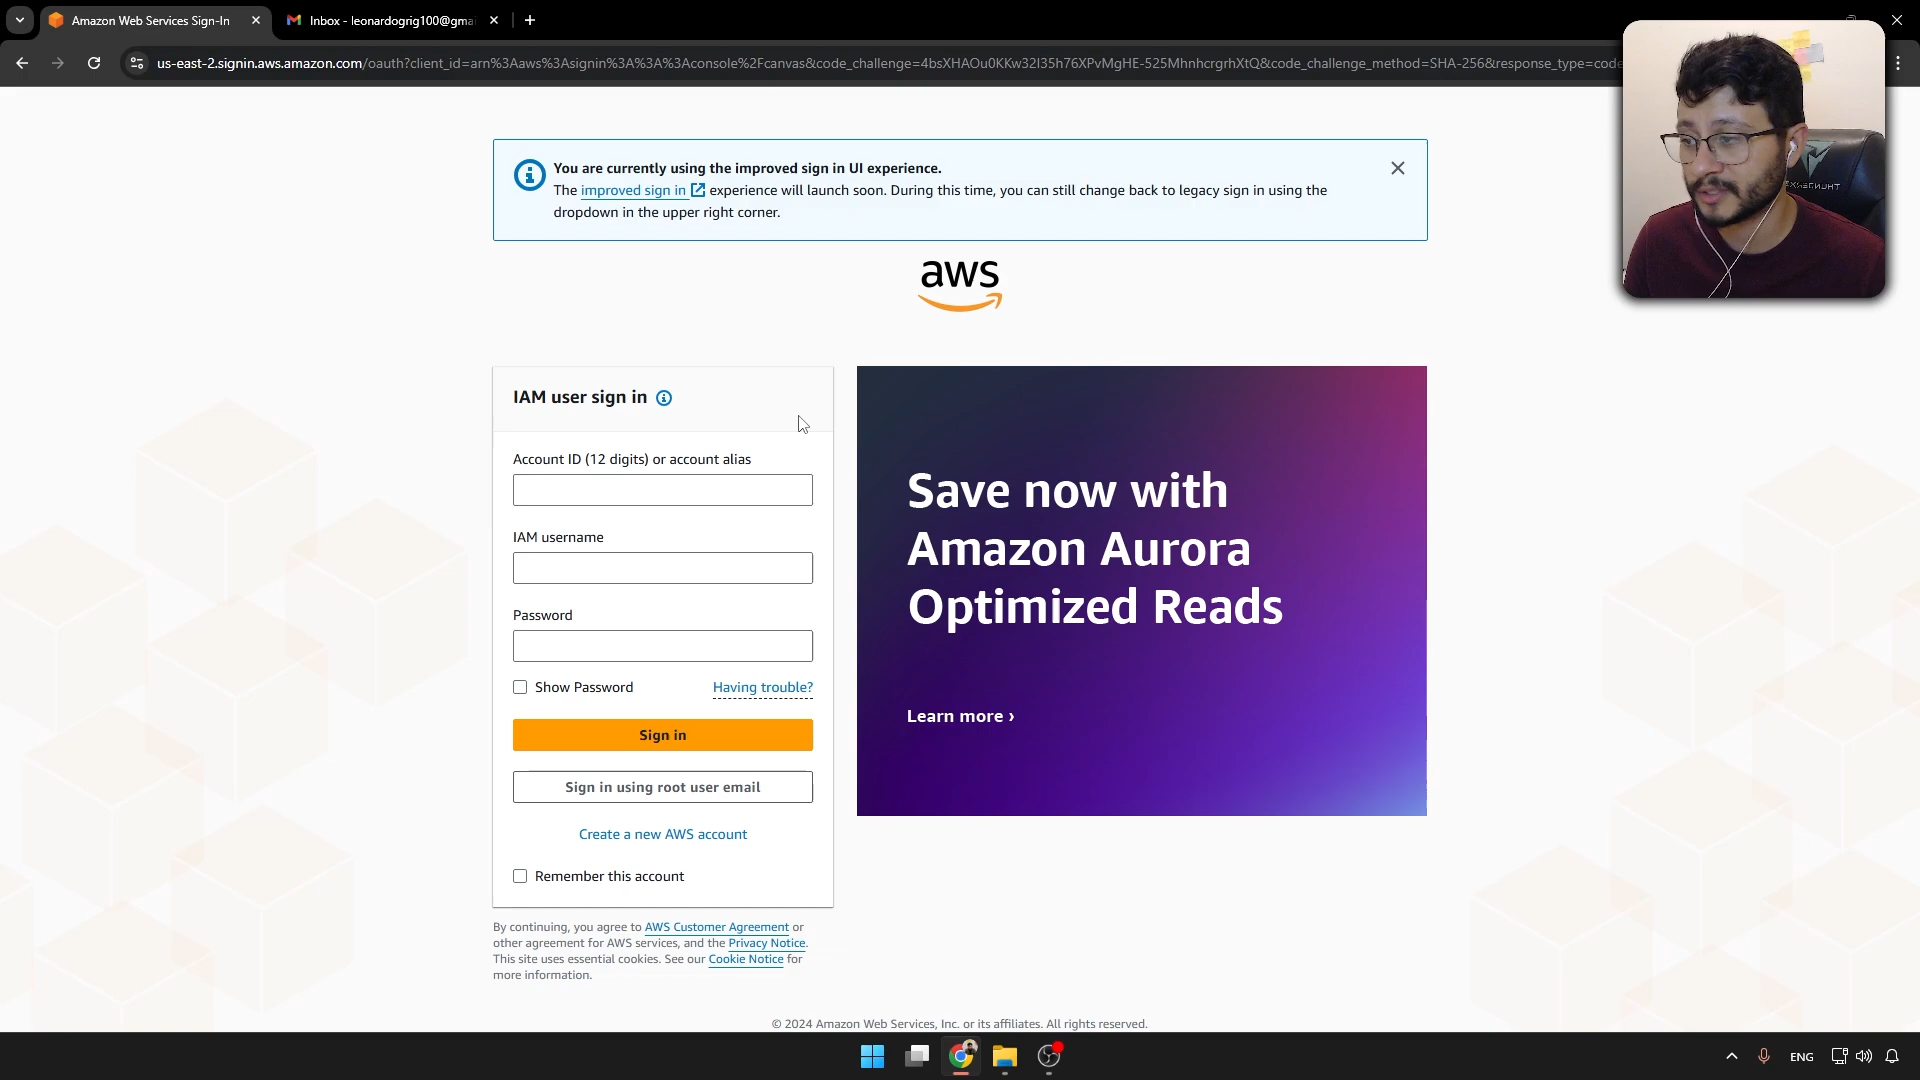 Amazon Web Services Sign-In
Inbox - leonardogrig100@gmai
us-east-2.signin.aws.amazon.com/oauth?client_id=arn%3Aaws%3Asignin%3A%3A%3Aconsole%2Fcanvas&code_challenge=4bsXHAOu0KKw32I35h76XPvMgHE-525MhnhcrgrhXtQ&code_challenge_method=SHA-256&response_type=code
You are currently using the improved sign in UI experience.
The improved sign in experience will launch soon. During this time, you can still change back to legacy sign in using the
dropdown in the upper right corner.
aws
IAM user sign in
Account ID (12 digits) or account alias
IAM username
Password
Show Password
Having trouble?
Sign in
Sign in using root user email
Create a new AWS account
Remember this account
Save now with
Amazon Aurora
Optimized Reads
Learn more ›
By continuing, you agree to AWS Customer Agreement or
other agreement for AWS services, and the Privacy Notice.
This site uses essential cookies. See our Cookie Notice for
more information.
© 2024 Amazon Web Services, Inc. or its affiliates. All rights reserved.
ENG